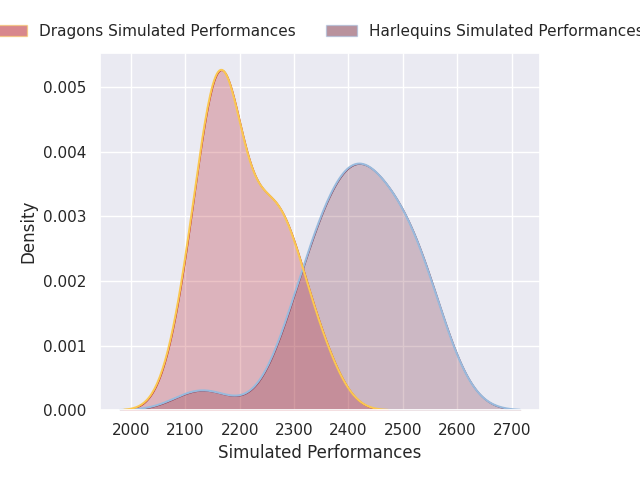 Dragons Simulated Performances
Harlequins Simulated Performances
0.005
0.004
0.003
0.002
0.001
0.000
Density
2000 2100 2200 2300 2400 2500 2600 2700
Simulated Performances